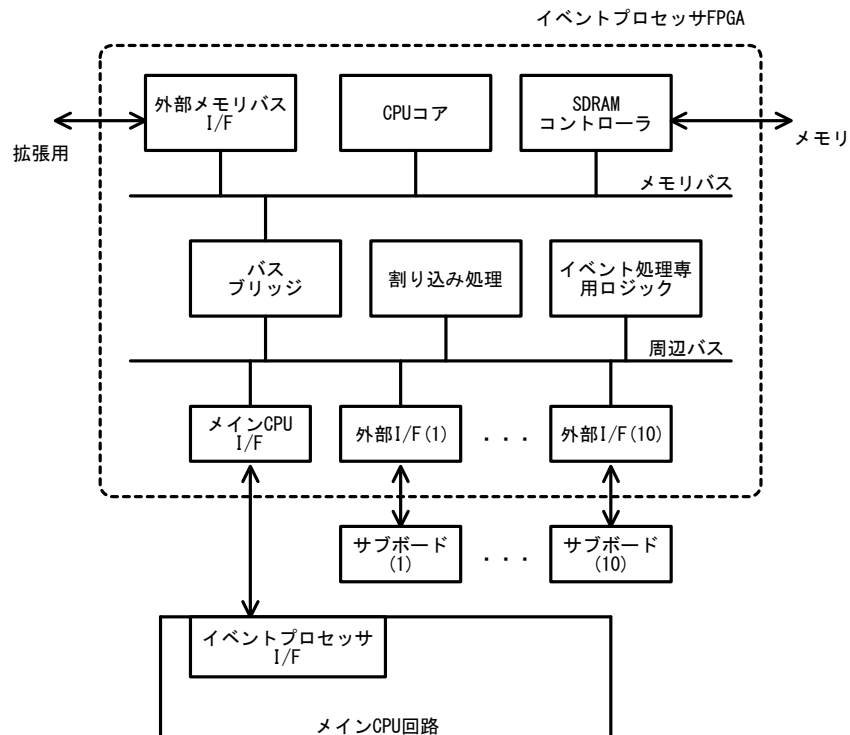 イベントプロセッサFPGA
外部メモリバス
I/F
CPUコア
SDRAM
コントローラ
拡張用
メモリ
メモリバス
バス
ブリッジ
割り込み処理
イベント処理専
用ロジック
周辺バス
メインCPU
I/F
外部I/F(1)
・・・
外部I/F(10)
サブボード
(1)
・・・
サブボード
(10)
イベントプロセッサ
I/F
メインCPU回路